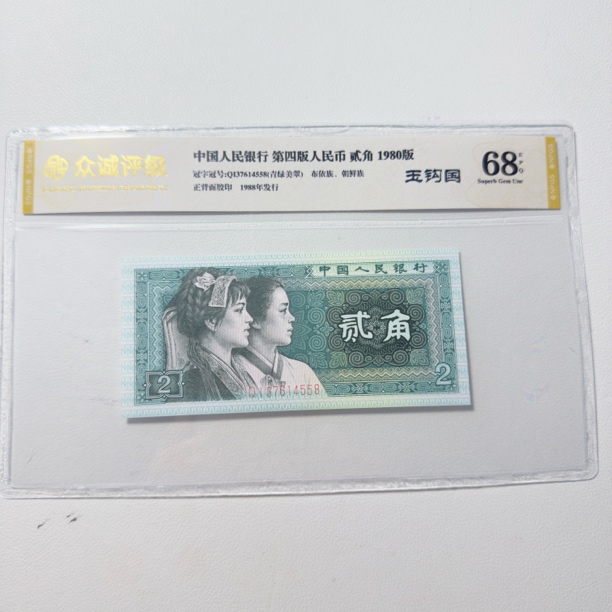 众诚评级
中国人民银行 第四版人民币 贰角 1980版
冠字冠号:QI37614558(青绿美翠) 布依族、朝鲜族
正背面胶印 1988年发行
玉钩国
68 EPQ
Superb Gem Unc
中国人民银行
贰角
2
2
QI37614558